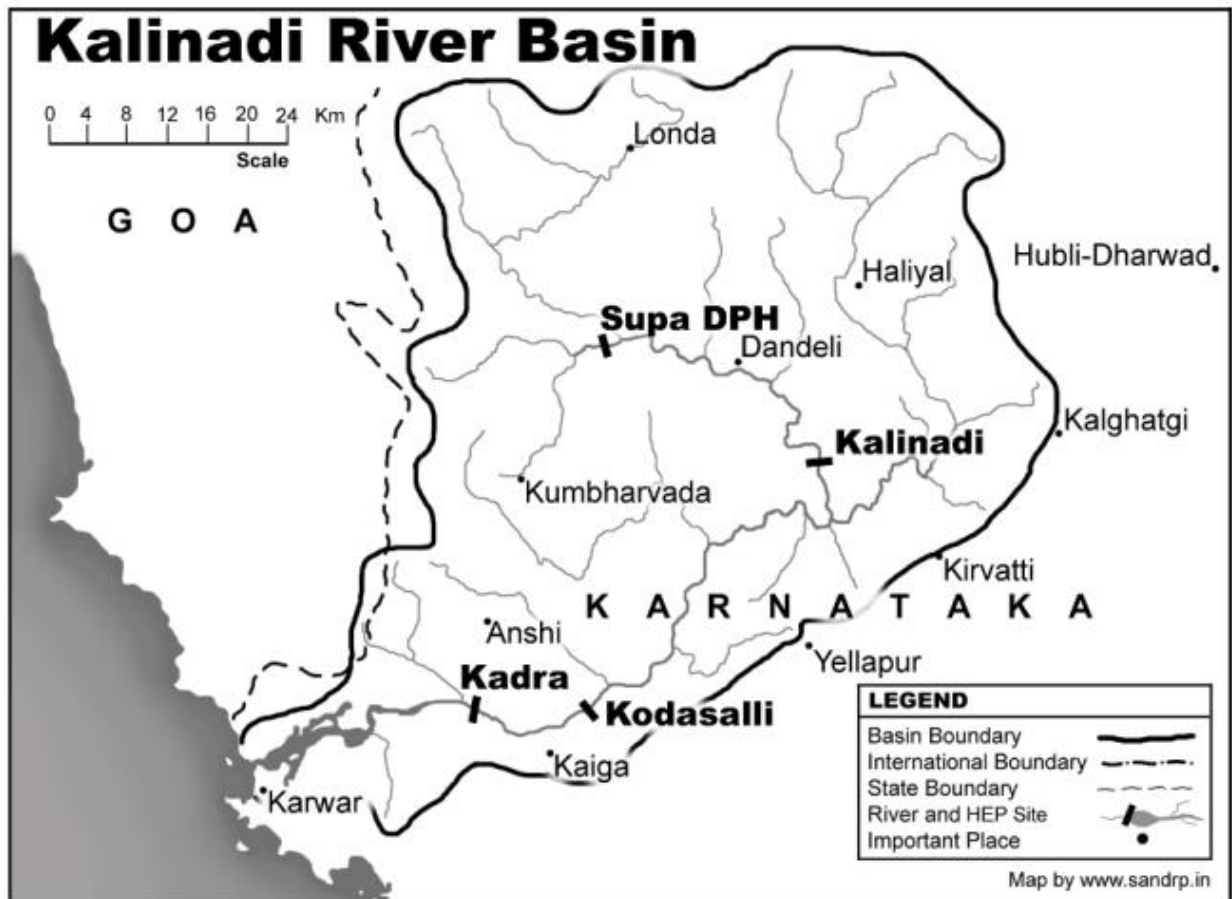 Kalinadi River Basin
0 4 8 12 16 20 24 Km
Scale
Londa
G O A
Haliyal
Hubli-Dharwad
Supa DPH
Dandeli
Kalghatgi
Kalinadi
Kumbharvada
Kirvatti
K A R N A T A K A
Anshi
Yellapur
Kadra
Kodasalli
Kaiga
Karwar
LEGEND
Basin Boundary
International Boundary
State Boundary
River and HEP Site
Important Place
Map by www.sandrp.in